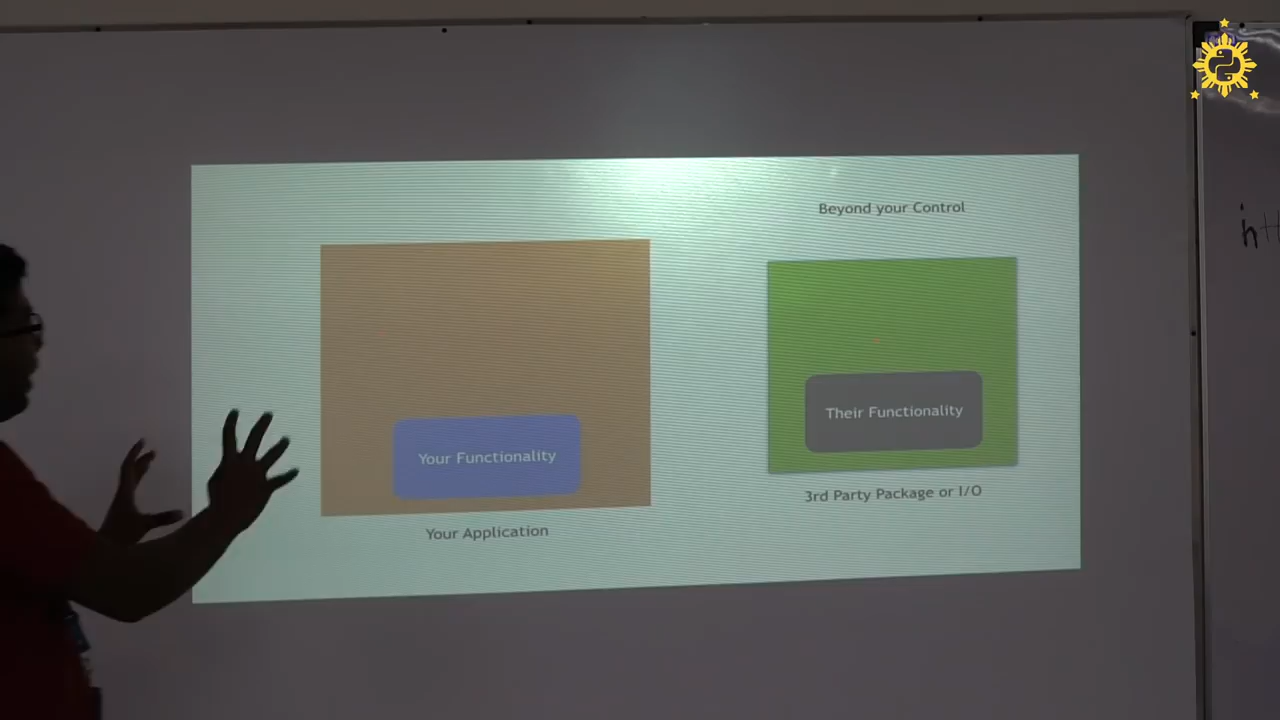 Beyond your Control
Their Functionality
3rd Party Package or I/O
Your Functionality
Your Application